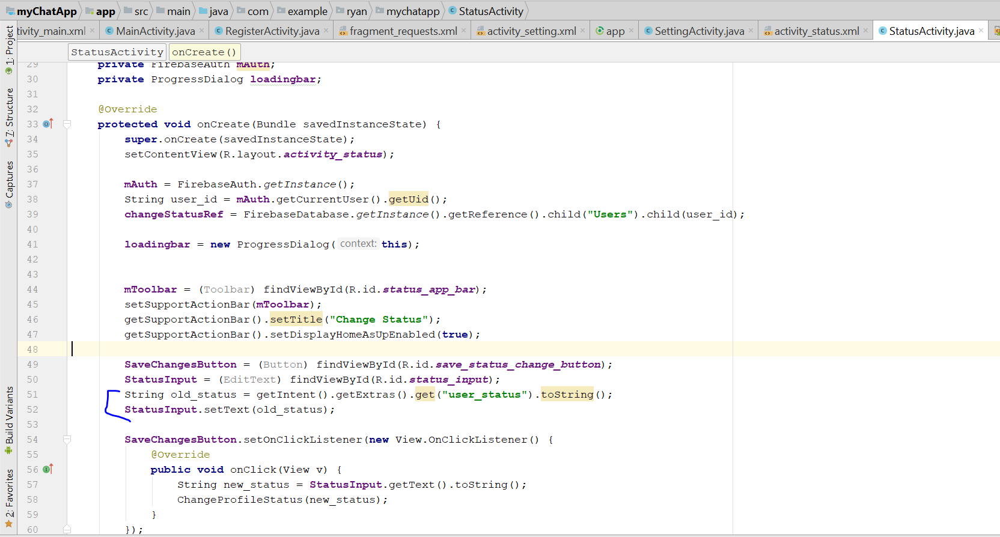 myChatApp app src main java com example ryan mychatapp StatusActivity
tivity_main.xml MainActivity.java RegisterActivity.java fragment_requests.xml activity_setting.xml app SettingActivity.java activity_status.xml StatusActivity.java
1: Project
7: Structure
Captures
Build Variants
2: Favorites
StatusActivity onCreate()
29 private FirebaseAuth mAuth;
30 private ProgressDialog loadingbar;
31
32 @Override
33 protected void onCreate(Bundle savedInstanceState) {
34 super.onCreate(savedInstanceState);
35 setContentView(R.layout.activity_status);
36
37 mAuth = FirebaseAuth.getInstance();
38 String user_id = mAuth.getCurrentUser().getUid();
39 changeStatusRef = FirebaseDatabase.getInstance().getReference().child("Users").child(user_id);
40
41 loadingbar = new ProgressDialog( context: this);
42
43
44 mToolbar = (Toolbar) findViewById(R.id.status_app_bar);
45 setSupportActionBar(mToolbar);
46 getSupportActionBar().setTitle("Change Status");
47 getSupportActionBar().setDisplayHomeAsUpEnabled(true);
48
49 SaveChangesButton = (Button) findViewById(R.id.save_status_change_button);
50 StatusInput = (EditText) findViewById(R.id.status_input);
51 String old_status = getIntent().getExtras().get("user_status").toString();
52 StatusInput.setText(old_status);
53
54 SaveChangesButton.setOnClickListener(new View.OnClickListener() {
55 @Override
56 public void onClick(View v) {
57 String new_status = StatusInput.getText().toString();
58 ChangeProfileStatus(new_status);
59 }
60 });